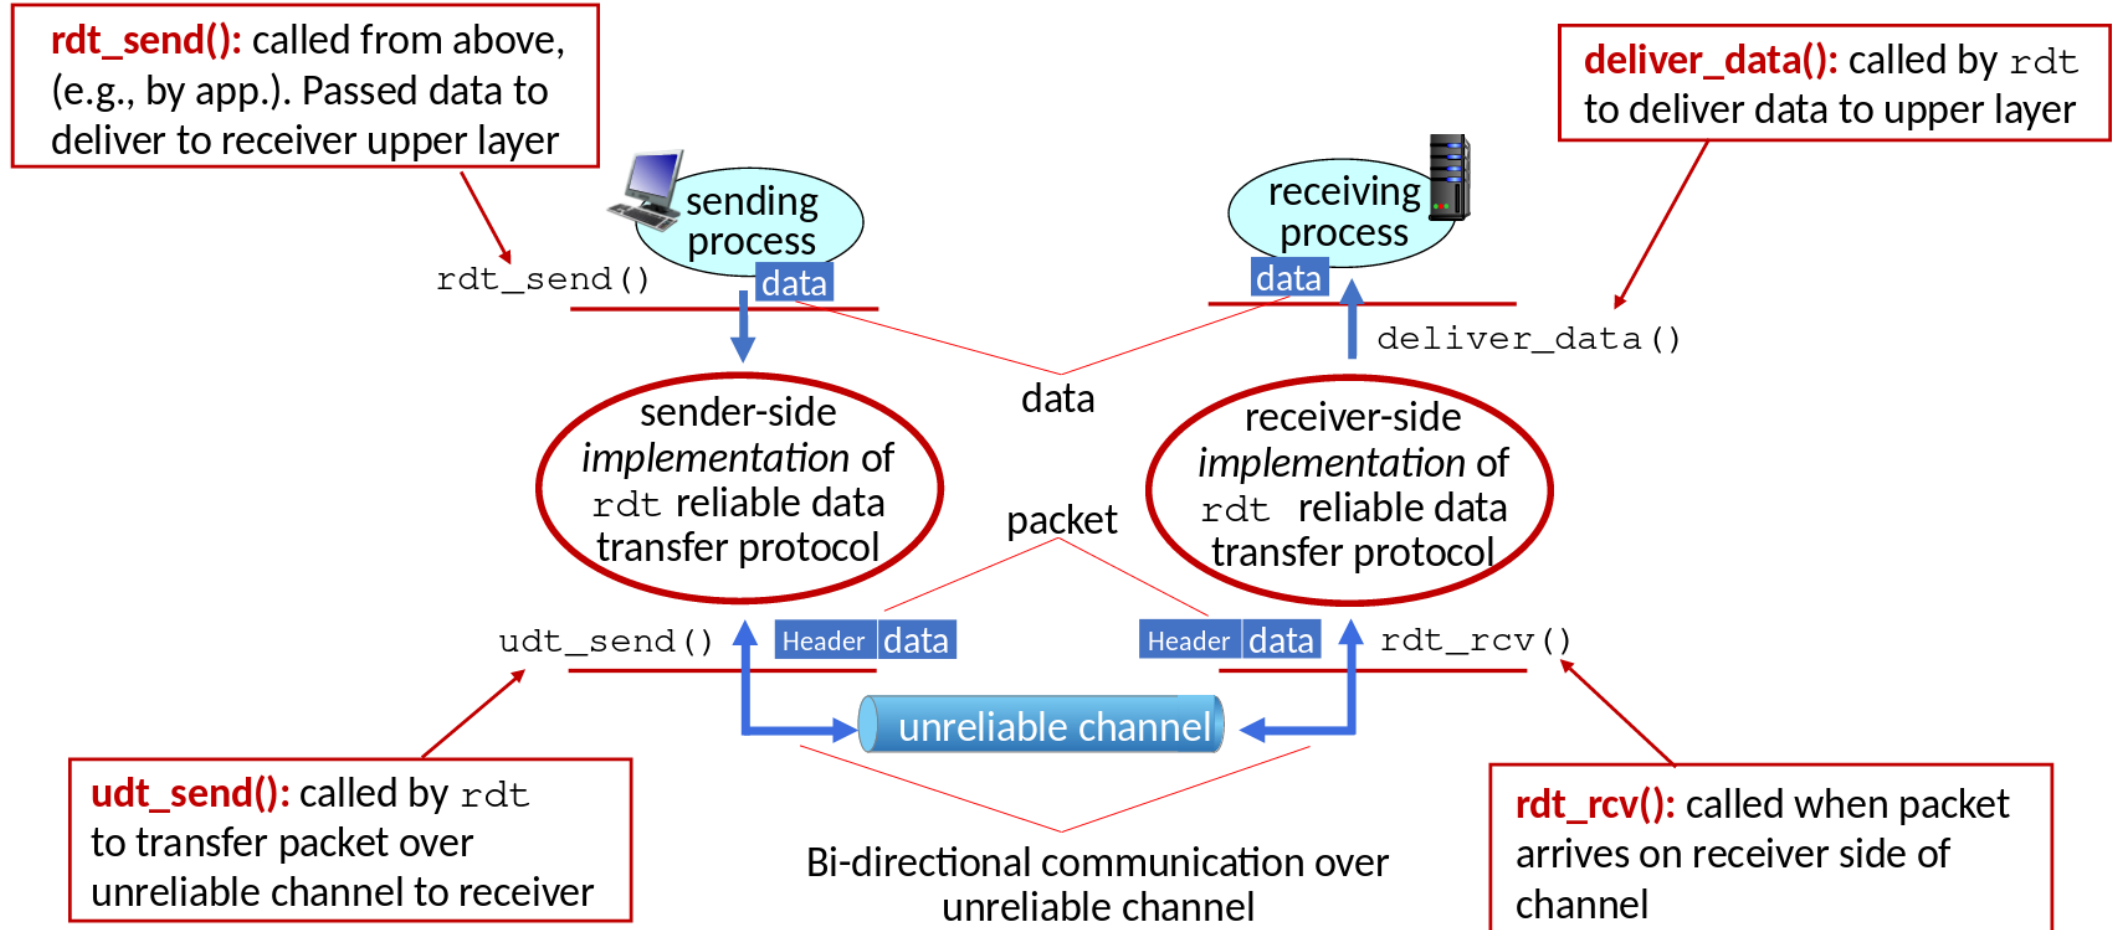 rdt_send(): called from above,
(e.g., by app.). Passed data to
deliver to receiver upper layer
deliver_data(): called by rdt
to deliver data to upper layer
sending
process
receiving
process
rdt_send()
data
data
deliver_data()
data
sender-side
implementation of
rdt reliable data
transfer protocol
receiver-side
implementation of
rdt reliable data
transfer protocol
packet
udt_send()
Header data
Header data
rdt_rcv()
unreliable channel
udt_send(): called by rdt
to transfer packet over
unreliable channel to receiver
Bi-directional communication over
unreliable channel
rdt_rcv(): called when packet
arrives on receiver side of
channel